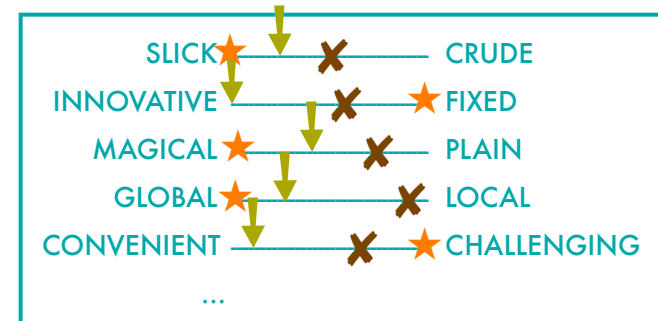 SLICK CRUDE
INNOVATIVE FIXED
MAGICAL PLAIN
GLOBAL LOCAL
CONVENIENT CHALLENGING
...